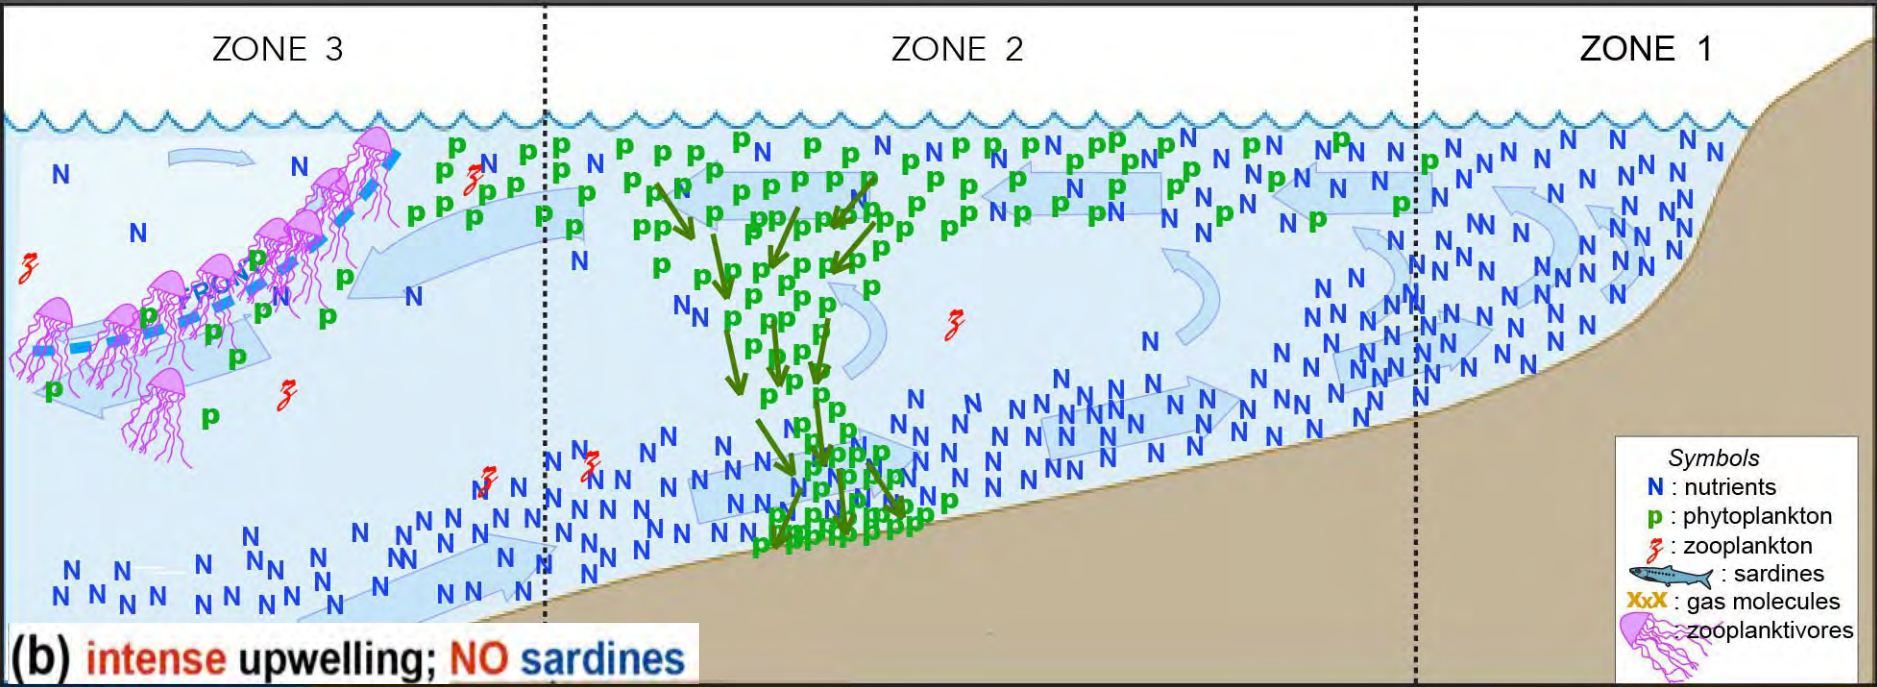 ZONE 3 ZONE 2 ZONE 1
FRONT
Symbols
N : nutrients
p : phytoplankton
z : zooplankton
: sardines
XxX : gas molecules
: zooplanktivores
(b) intense upwelling; NO sardines